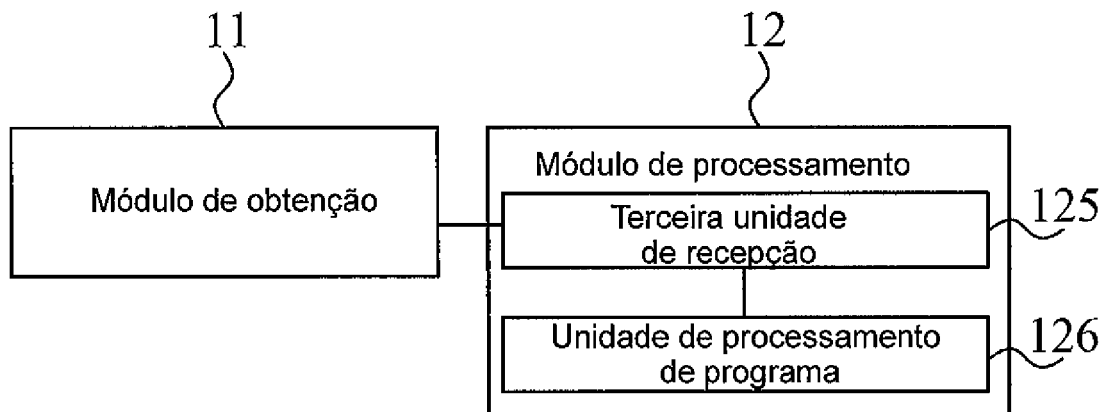 11
12
Módulo de obtenção
Módulo de processamento
Terceira unidade
de recepção
125
Unidade de processamento
de programa
126